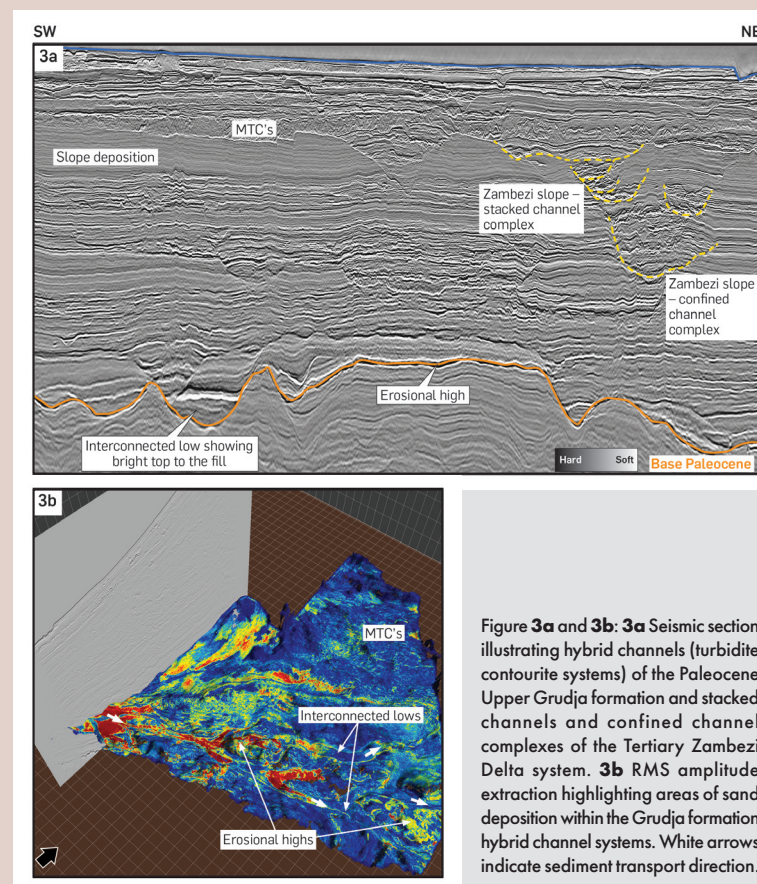 SW
NE
3a
MTC's
Slope deposition
Zambezi slope –
stacked channel
complex
Zambezi slope
– confined
channel
complex
Erosional high
Interconnected low showing
bright top to the fill
Hard Soft
Base Paleocene
3b
MTC's
Interconnected lows
Erosional highs
Figure 3a and 3b: 3a Seismic section
illustrating hybrid channels (turbidite
contourite systems) of the Paleocene
Upper Grudja formation and stacked
channels and confined channel
complexes of the Tertiary Zambezi
Delta system. 3b RMS amplitude
extraction highlighting areas of sand
deposition within the Grudja formation
hybrid channel systems. White arrows
indicate sediment transport direction.